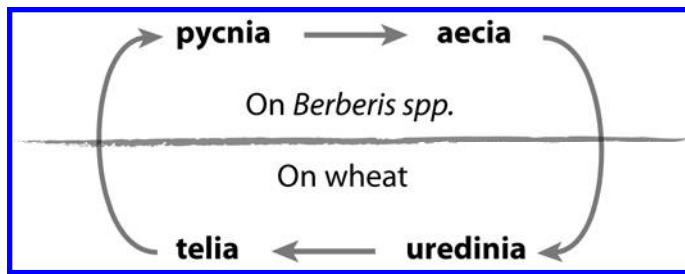 pycnia aecia
On Berberis spp.
On wheat
telia uredinia